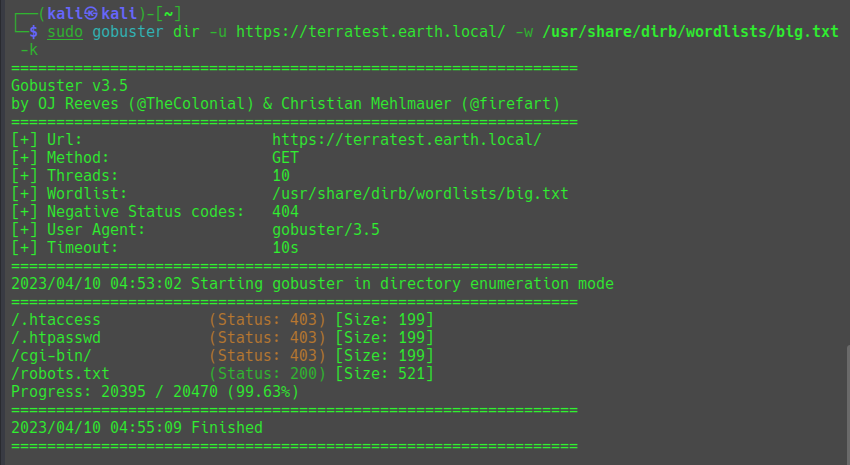 ┌──(kali㉿kali)-[~]
└─$ sudo gobuster dir -u https://terratest.earth.local/ -w /usr/share/dirb/wordlists/big.txt
-k
===============================================================
Gobuster v3.5
by OJ Reeves (@TheColonial) & Christian Mehlmauer (@firefart)
===============================================================
[+] Url:                     https://terratest.earth.local/
[+] Method:                  GET
[+] Threads:                 10
[+] Wordlist:                /usr/share/dirb/wordlists/big.txt
[+] Negative Status codes:   404
[+] User Agent:              gobuster/3.5
[+] Timeout:                 10s
===============================================================
2023/04/10 04:53:02 Starting gobuster in directory enumeration mode
===============================================================
/.htaccess            (Status: 403) [Size: 199]
/.htpasswd            (Status: 403) [Size: 199]
/cgi-bin/             (Status: 403) [Size: 199]
/robots.txt           (Status: 200) [Size: 521]
Progress: 20395 / 20470 (99.63%)
===============================================================
2023/04/10 04:55:09 Finished
===============================================================